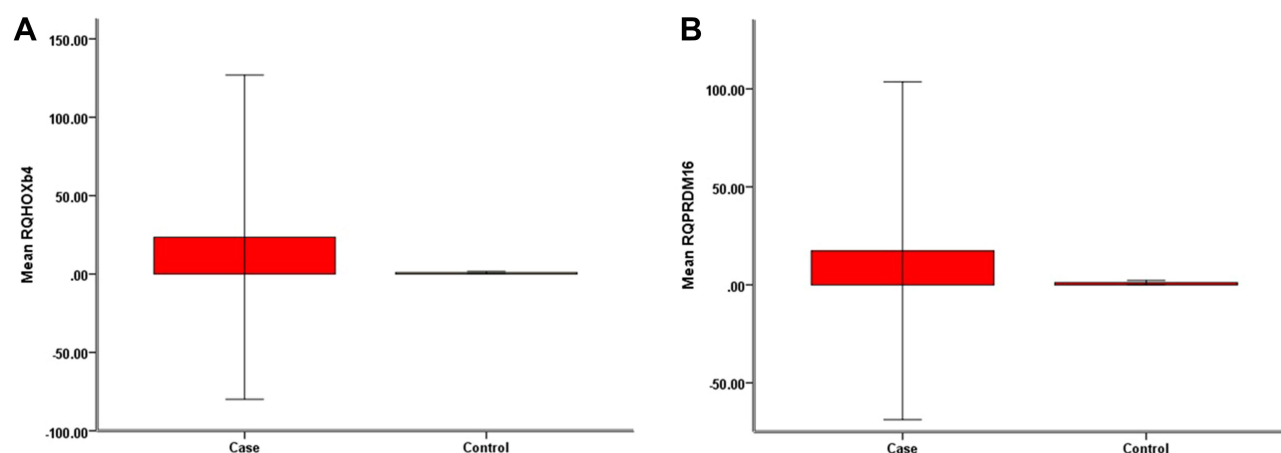 A
150.00
100.00
50.00
.00
-50.00
-100.00
Mean RQHOXb4
Case
Control
B
100.00
50.00
.00
-50.00
Mean RQPRDM16
Case
Control